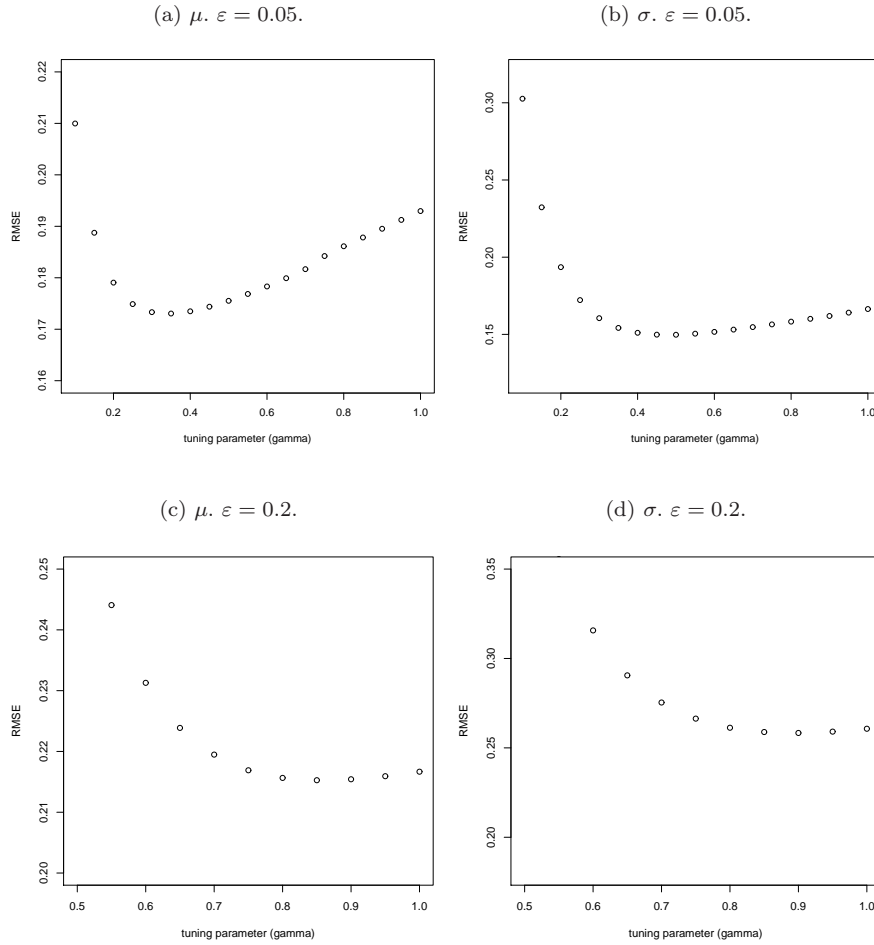 (a) μ. ε = 0.05.
0.22
0.21
0.20
0.19
0.18
0.17
0.16
RMSE
0.2 0.4 0.6 0.8 1.0
tuning parameter (gamma)
(b) σ. ε = 0.05.
0.30
0.25
0.20
0.15
RMSE
0.2 0.4 0.6 0.8 1.0
tuning parameter (gamma)
(c) μ. ε = 0.2.
0.25
0.24
0.23
0.22
0.21
0.20
RMSE
0.5 0.6 0.7 0.8 0.9 1.0
tuning parameter (gamma)
(d) σ. ε = 0.2.
0.35
0.30
0.25
0.20
RMSE
0.5 0.6 0.7 0.8 0.9 1.0
tuning parameter (gamma)